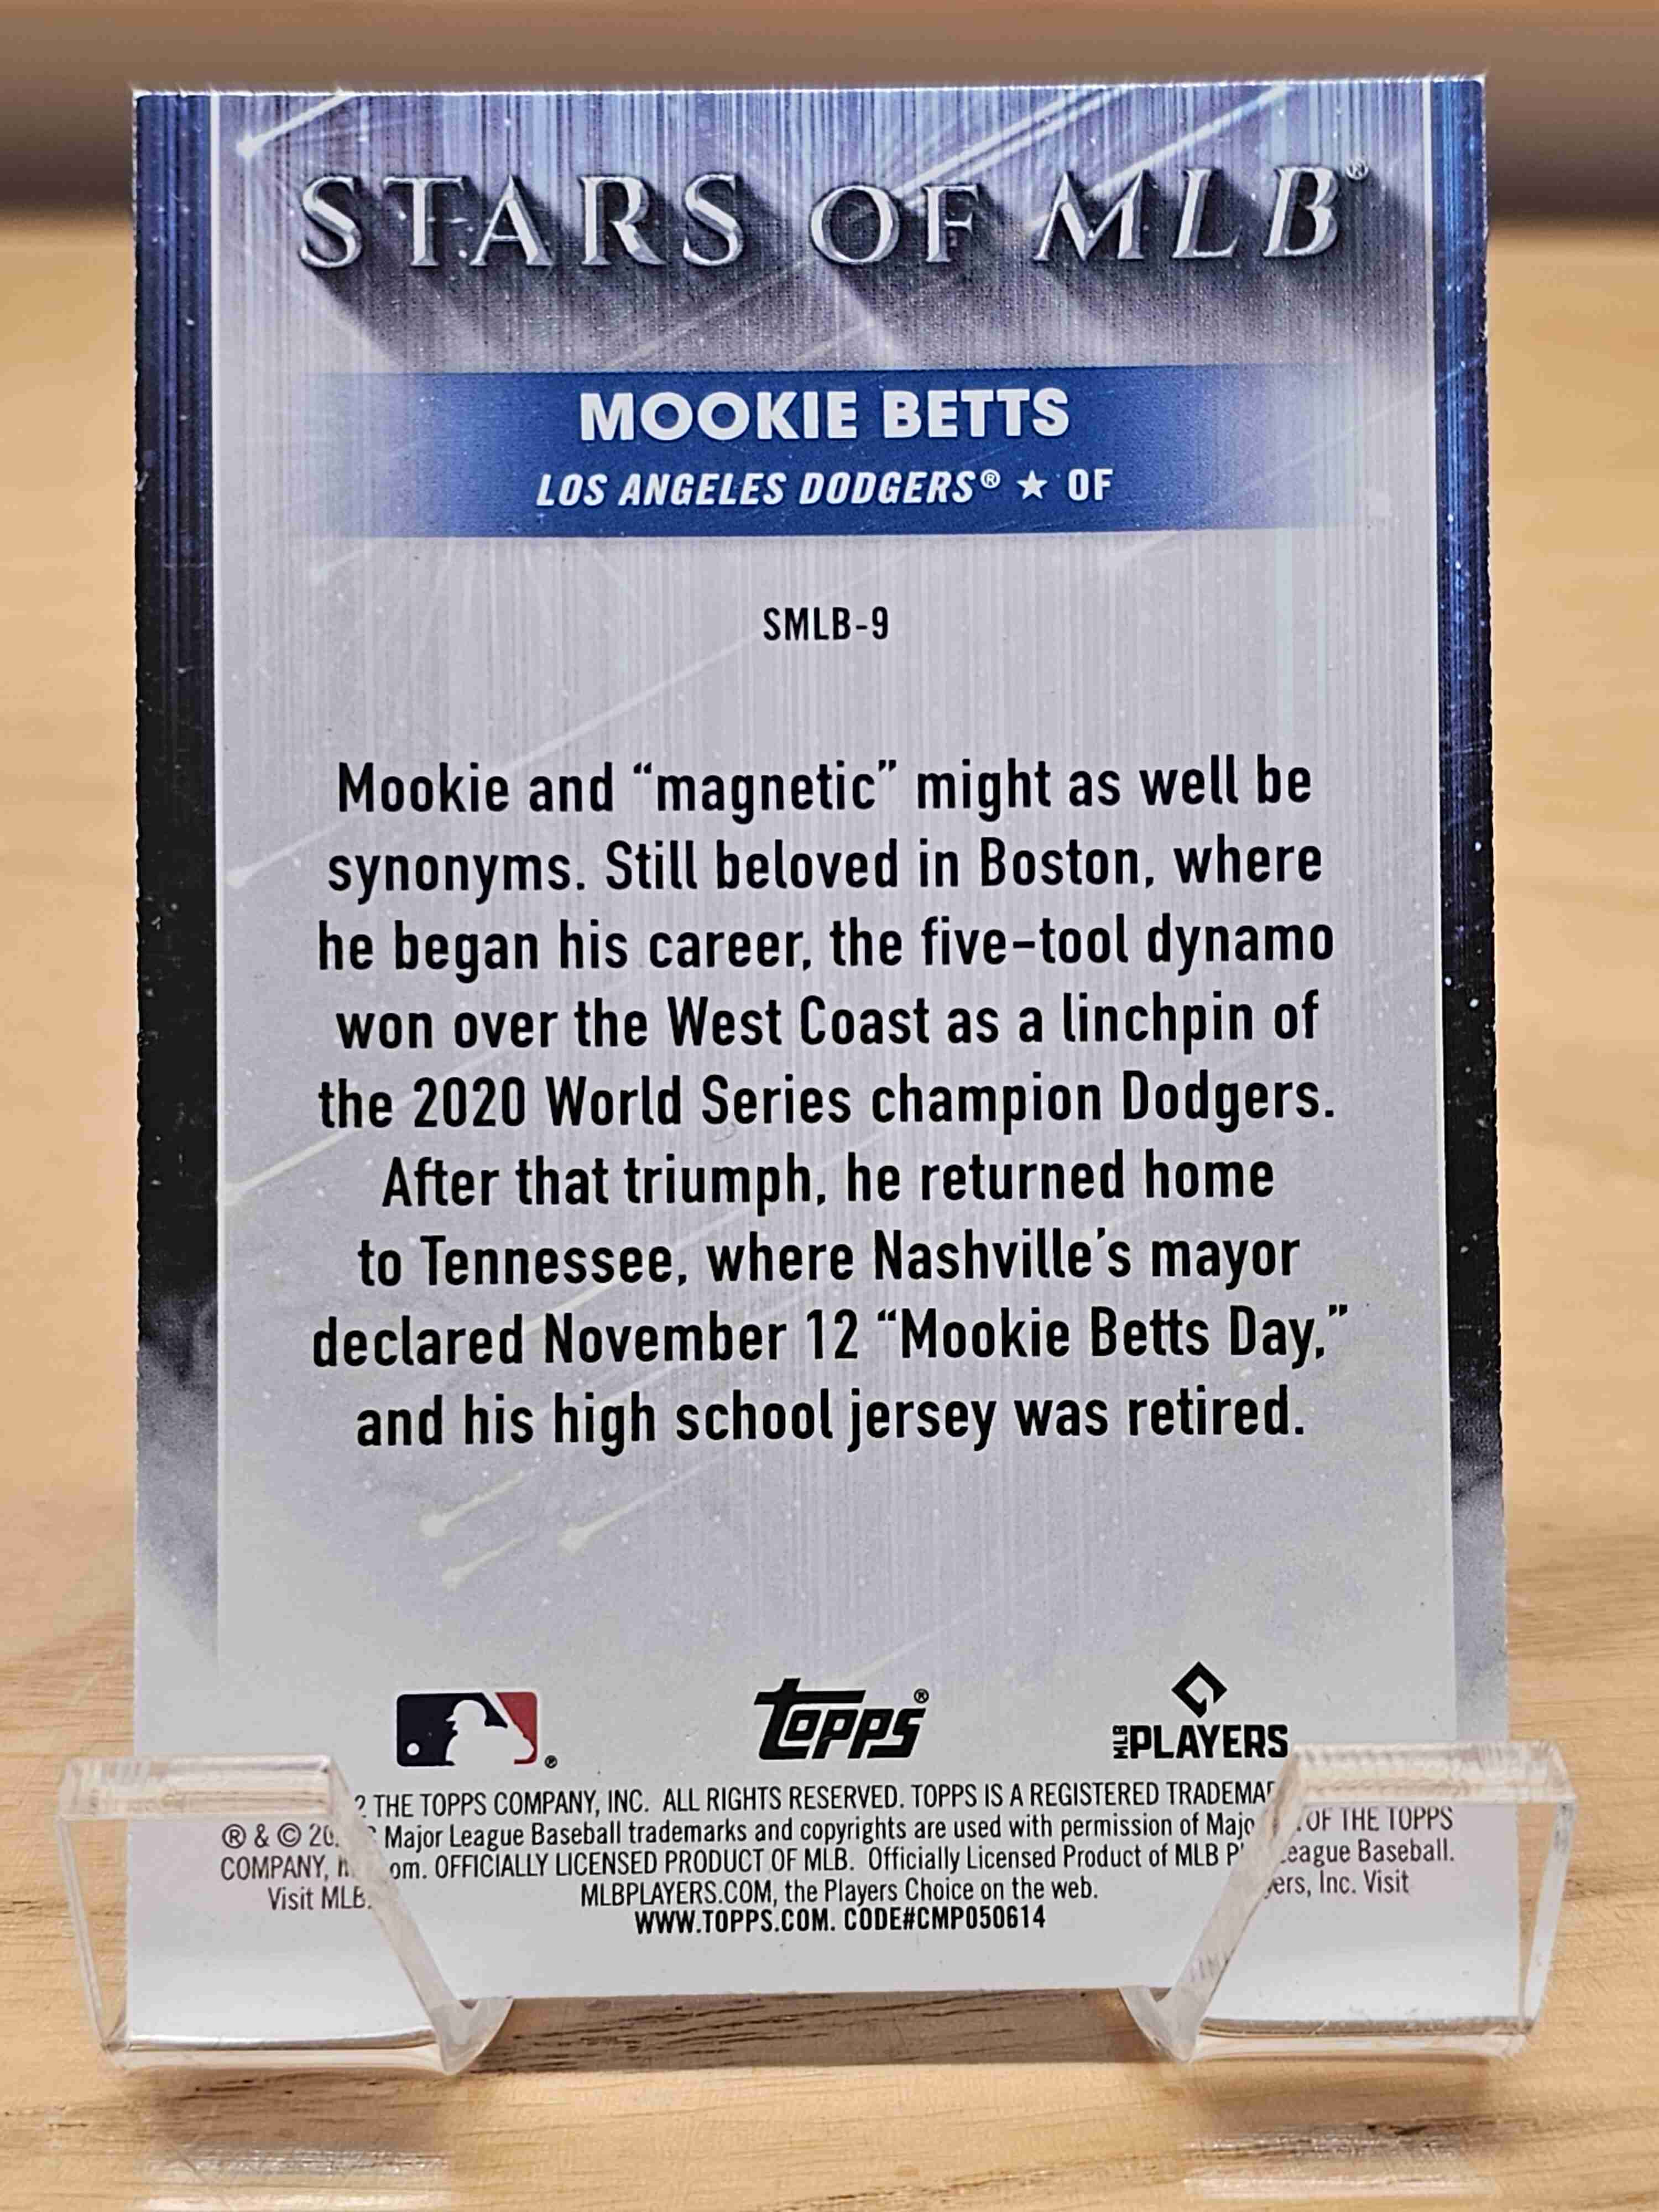 STARS OF MLB®
MOOKIE BETTS
LOS ANGELES DODGERS® ★ OF
SMLB-9
Mookie and “magnetic” might as well be
synonyms. Still beloved in Boston, where
he began his career, the five-tool dynamo
won over the West Coast as a linchpin of
the 2020 World Series champion Dodgers.
After that triumph, he returned home
to Tennessee, where Nashville’s mayor
declared November 12 “Mookie Betts Day,”
and his high school jersey was retired.
®
Topps®
MLB PLAYERS
® & © THE TOPPS COMPANY, INC. ALL RIGHTS RESERVED. TOPPS IS A REGISTERED OF THE TOPPS
COMPANY, Major League Baseball trademarks and copyrights are used with permission of League Baseball.
Visit OFFICIALLY LICENSED PRODUCT OF MLB. Officially Licensed Product of MLB Inc. Visit
MLBPLAYERS.COM, the Players Choice on the web.
WWW.TOPPS.COM. CODE#CMP050614